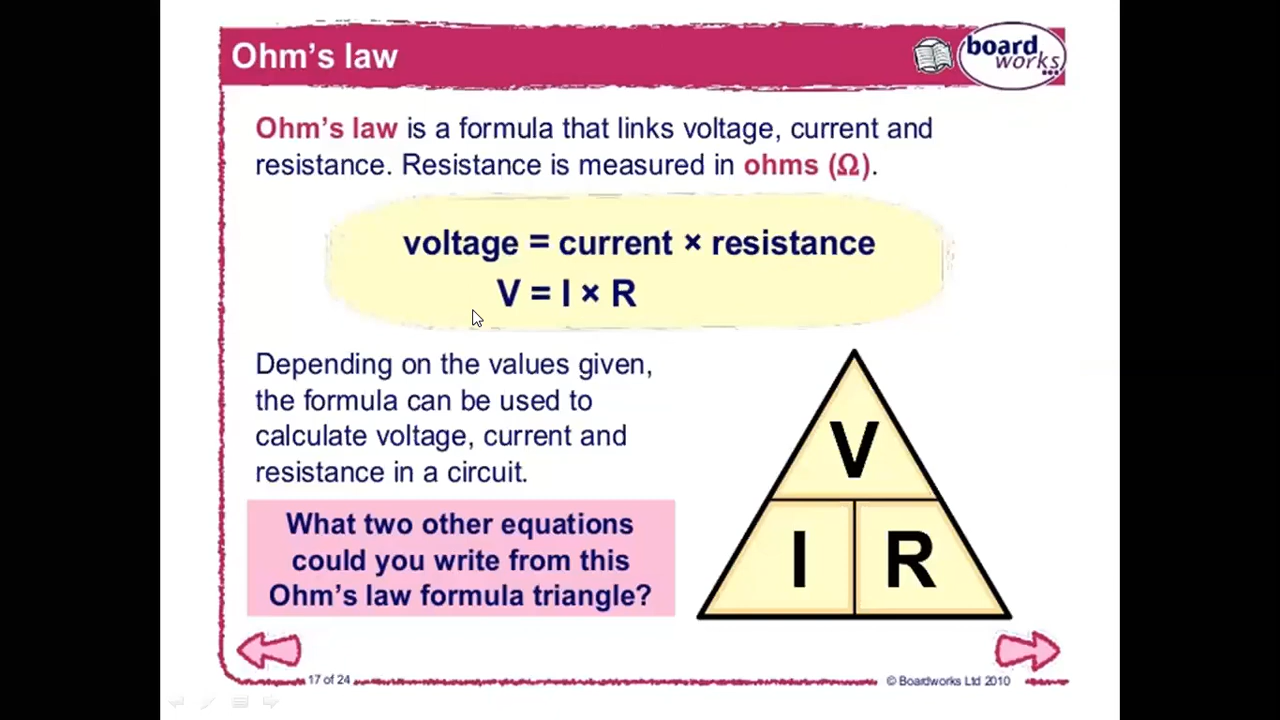 Ohm's law
board
works
Ohm's law is a formula that links voltage, current and
resistance. Resistance is measured in ohms (Ω).
voltage = current × resistance
V = I × R
Depending on the values given,
the formula can be used to
calculate voltage, current and
resistance in a circuit.
What two other equations
could you write from this
Ohm's law formula triangle?
V
I R
17 of 24
© Boardworks Ltd 2010